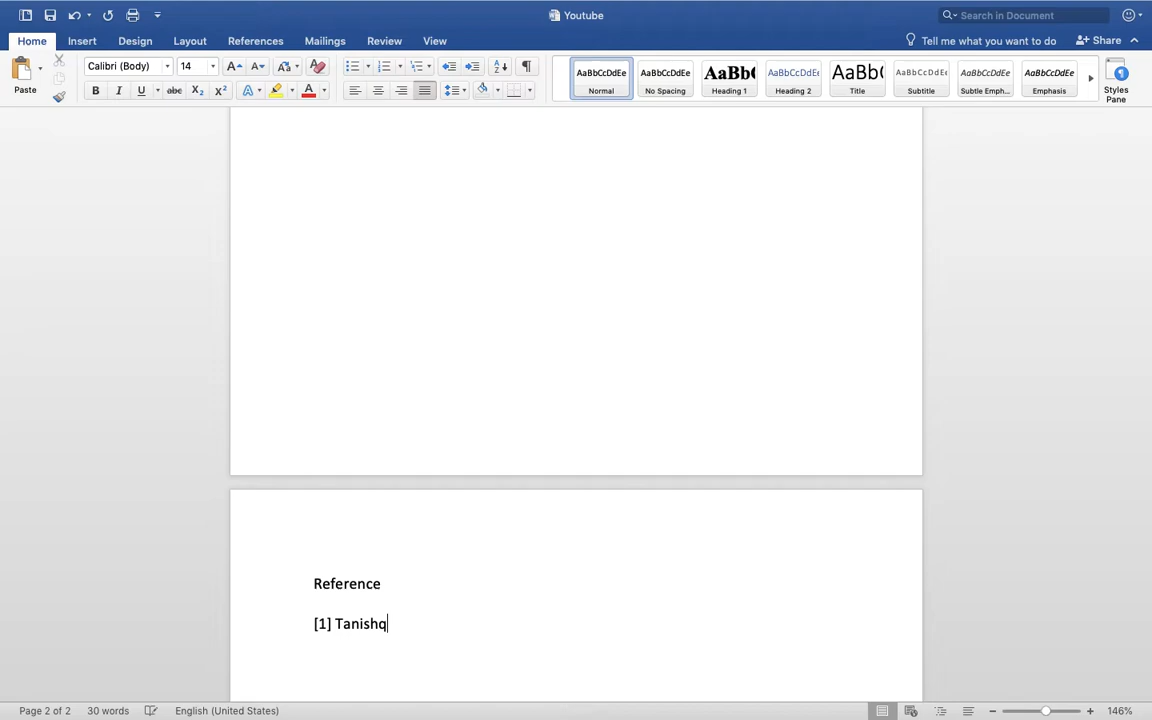 Youtube
Search in Document
Home Insert Design Layout References Mailings Review View
Tell me what you want to do
Share
Paste
Calibri (Body) 14
AaBbCcDdEe AaBbCcDdEe AaBbC AaBbCcDdEe AaBbC AaBbCcDdEe AaBbCcDdEe AaBbCcDdEe
Normal No Spacing Heading 1 Heading 2 Title Subtitle Subtle Emph... Emphasis
Styles
Pane
Reference
[1] Tanishq
Page 2 of 2 30 words English (United States) 146%